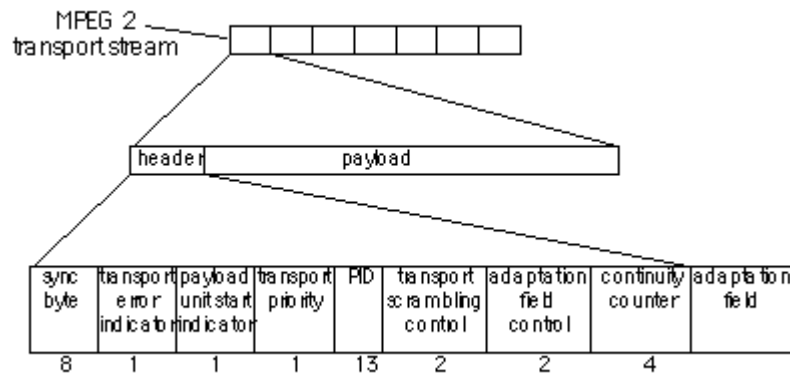 MPEG 2
transport stream
header
payload
sync
byte
transport
error
indicator
payload
unit start
indicator
transport
priority
PID
transport
scrambling
control
adaptation
field
control
continuity
counter
adaptation
field
8 1 1 1 13 2 2 4